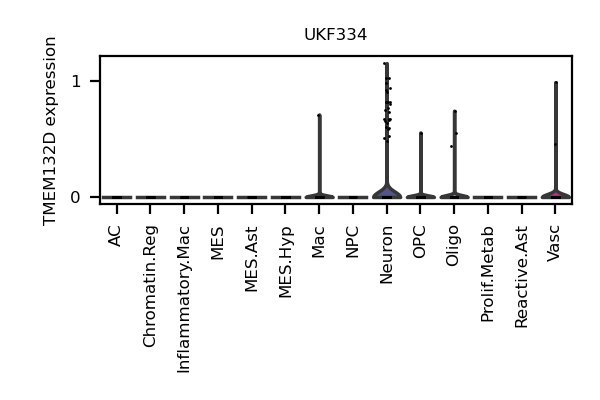 UKF334
TMEM132D expression
1
0
AC
Chromatin.Reg
Inflammatory.Mac
MES
MES.Ast
MES.Hyp
Mac
NPC
Neuron
OPC
Oligo
Prolif.Metab
Reactive.Ast
Vasc